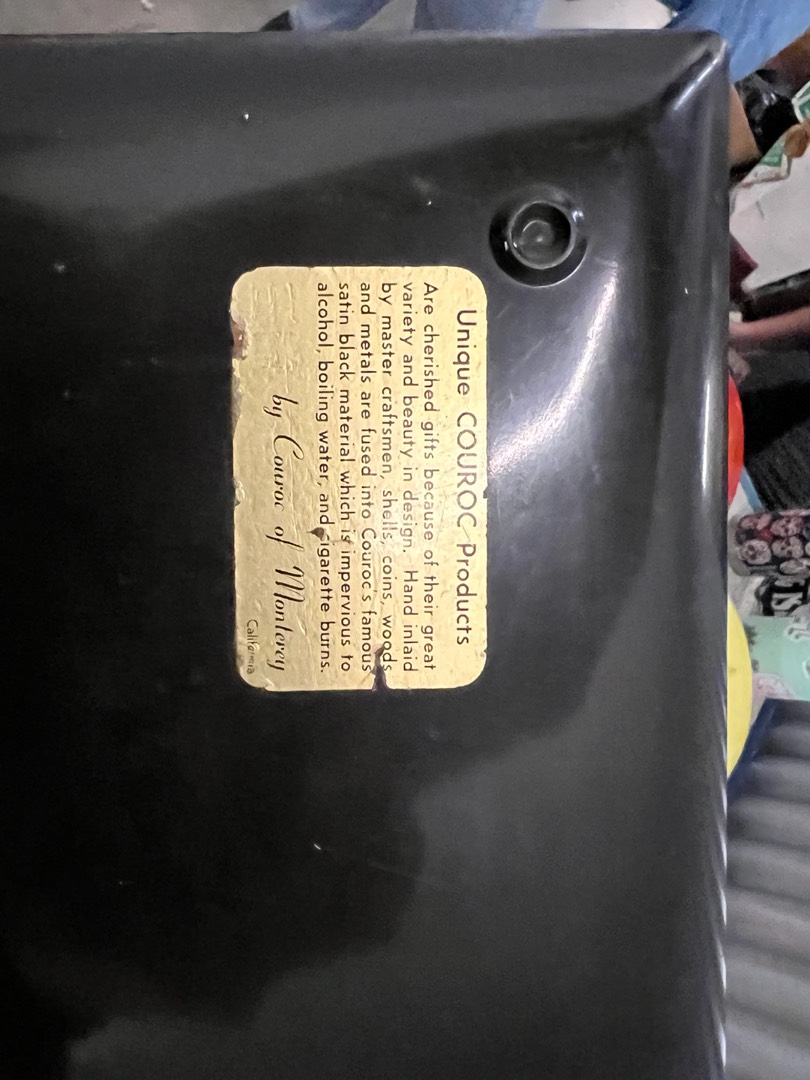 Unique COUROC Products
Are cherished gifts because of their great
variety and beauty in design. Hand inlaid
by master craftsmen, shells, coins, woods
and metals are fused into Couroc's famous
satin black material which is impervious to
alcohol, boiling water, and cigarette burns.
by Couroc of Monterey
California